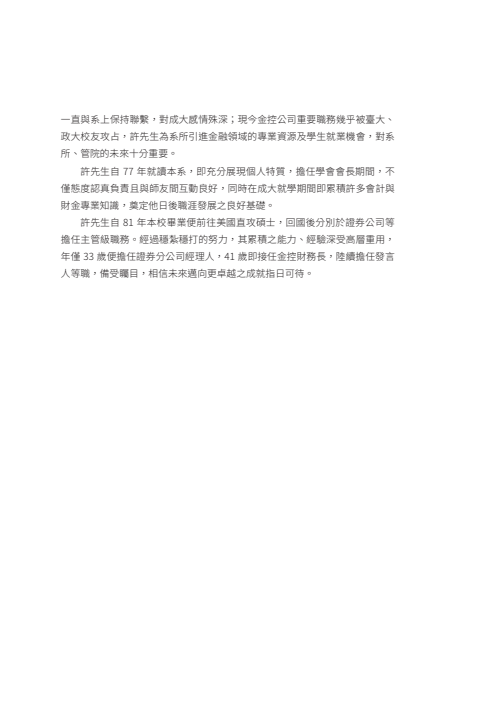 一直與系上保持聯繫，對成大感情殊深；現今金控公司重要職務幾乎被臺大、
政大校友攻占，許先生為系所引進金融領域的專業資源及學生就業機會，對系
所、管院的未來十分重要。
許先生自 77 年就讀本系，即充分展現個人特質，擔任學會會長期間，不
僅態度認真負責且與師友間互動良好，同時在成大就學期間即累積許多會計與
財金專業知識，奠定他日後職涯發展之良好基礎。
許先生自 81 年本校畢業便前往美國直攻碩士，回國後分別於證券公司等
擔任主管級職務。經過穩紮穩打的努力，其累積之能力、經驗深受高層重用，
年僅 33 歲便擔任證券分公司經理人，41 歲即接任金控財務長，陸續擔任發言
人等職，備受矚目，相信未來邁向更卓越之成就指日可待。